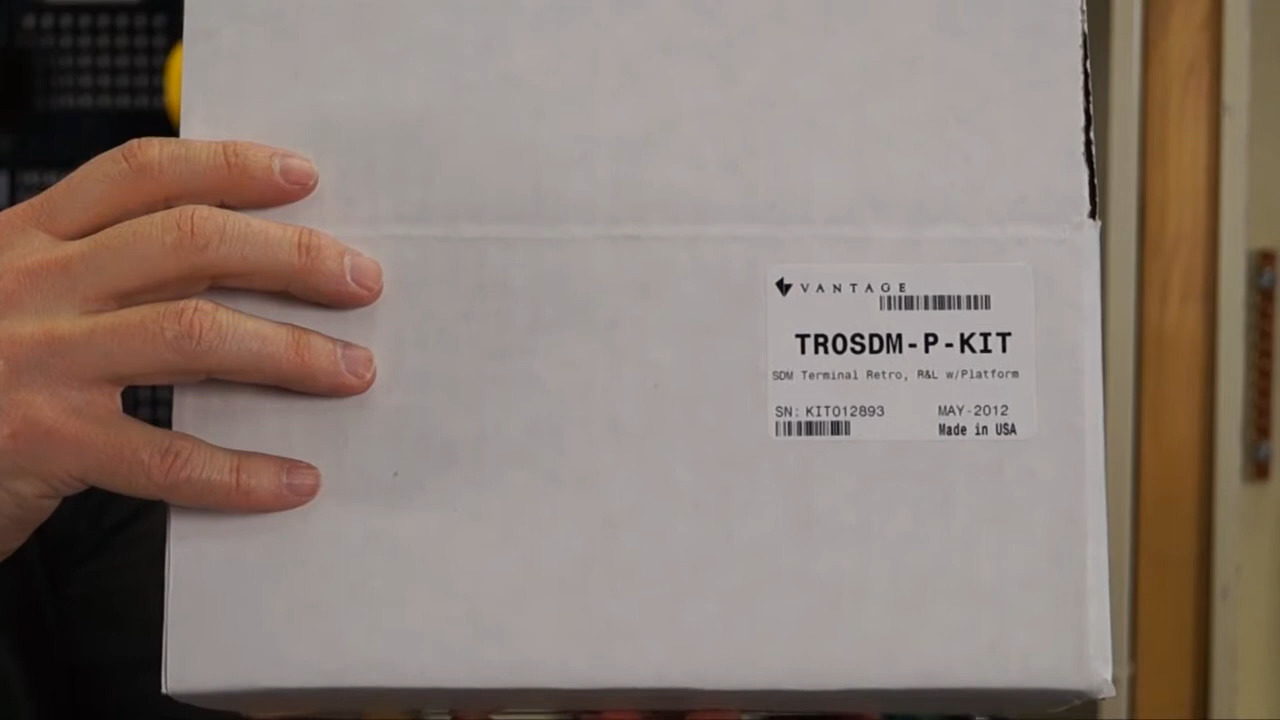 VANTAGE
TROSDM-P-KIT
SDM Terminal Retro, R&L w/Platform
SN: KIT012893 MAY-2012
Made in USA